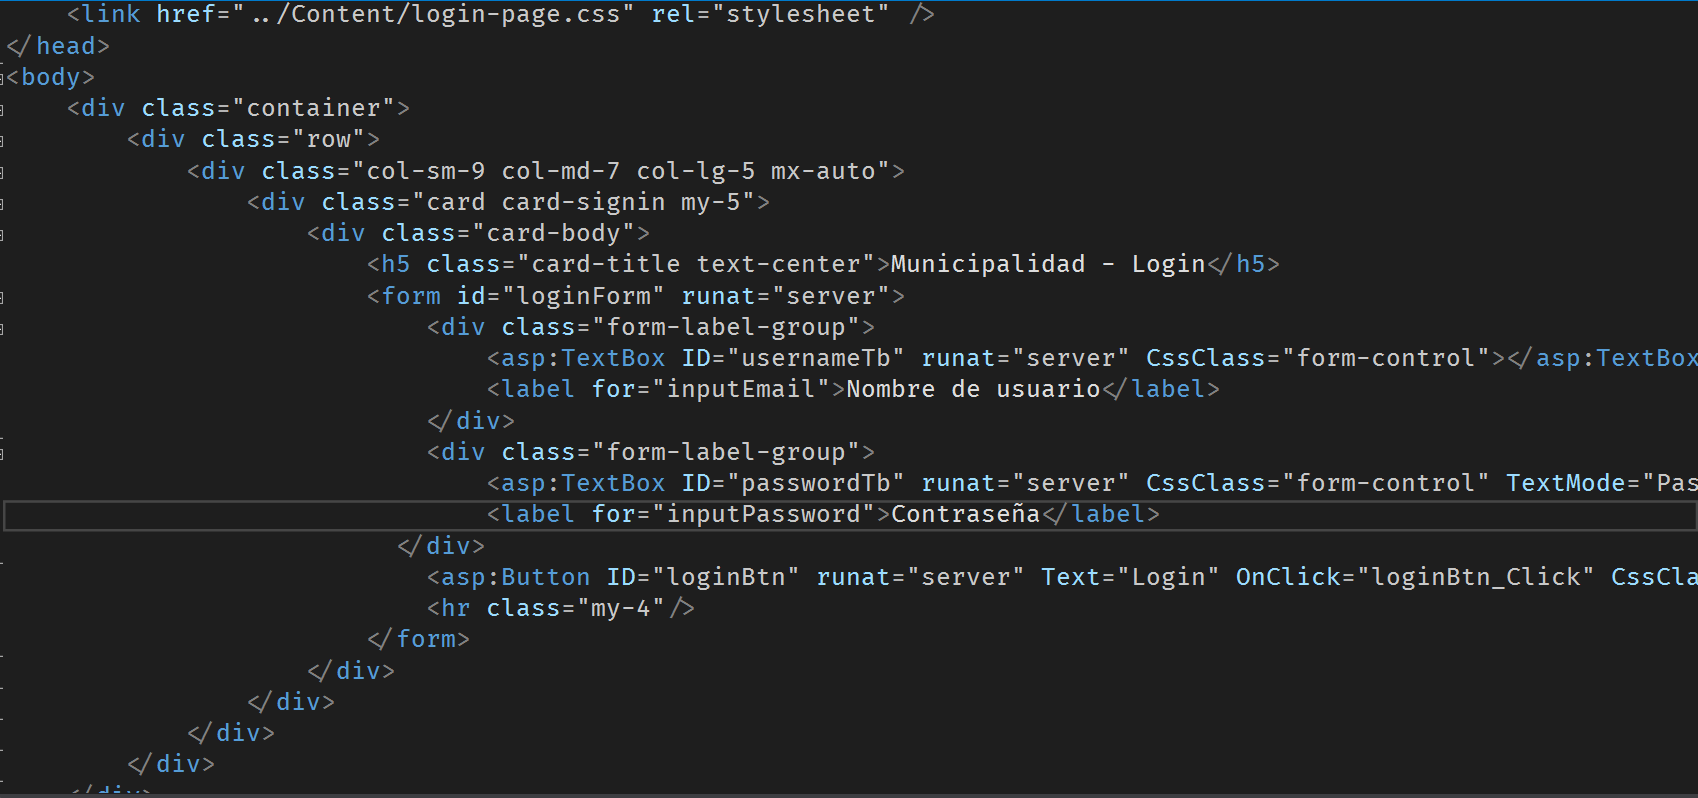 <link href="../Content/login-page.css" rel="stylesheet" />
</head>
<body>
<div class="container">
<div class="row">
<div class="col-sm-9 col-md-7 col-lg-5 mx-auto">
<div class="card card-signin my-5">
<div class="card-body">
<h5 class="card-title text-center">Municipalidad - Login</h5>
<form id="loginForm" runat="server">
<div class="form-label-group">
<asp:TextBox ID="usernameTb" runat="server" CssClass="form-control"></asp:TextBox
<label for="inputEmail">Nombre de usuario</label>
</div>
<div class="form-label-group">
<asp:TextBox ID="passwordTb" runat="server" CssClass="form-control" TextMode="Pas
<label for="inputPassword">Contraseña</label>
</div>
<asp:Button ID="loginBtn" runat="server" Text="Login" OnClick="loginBtn_Click" CssCla
<hr class="my-4"/>
</form>
</div>
</div>
</div>
</div>
</div>